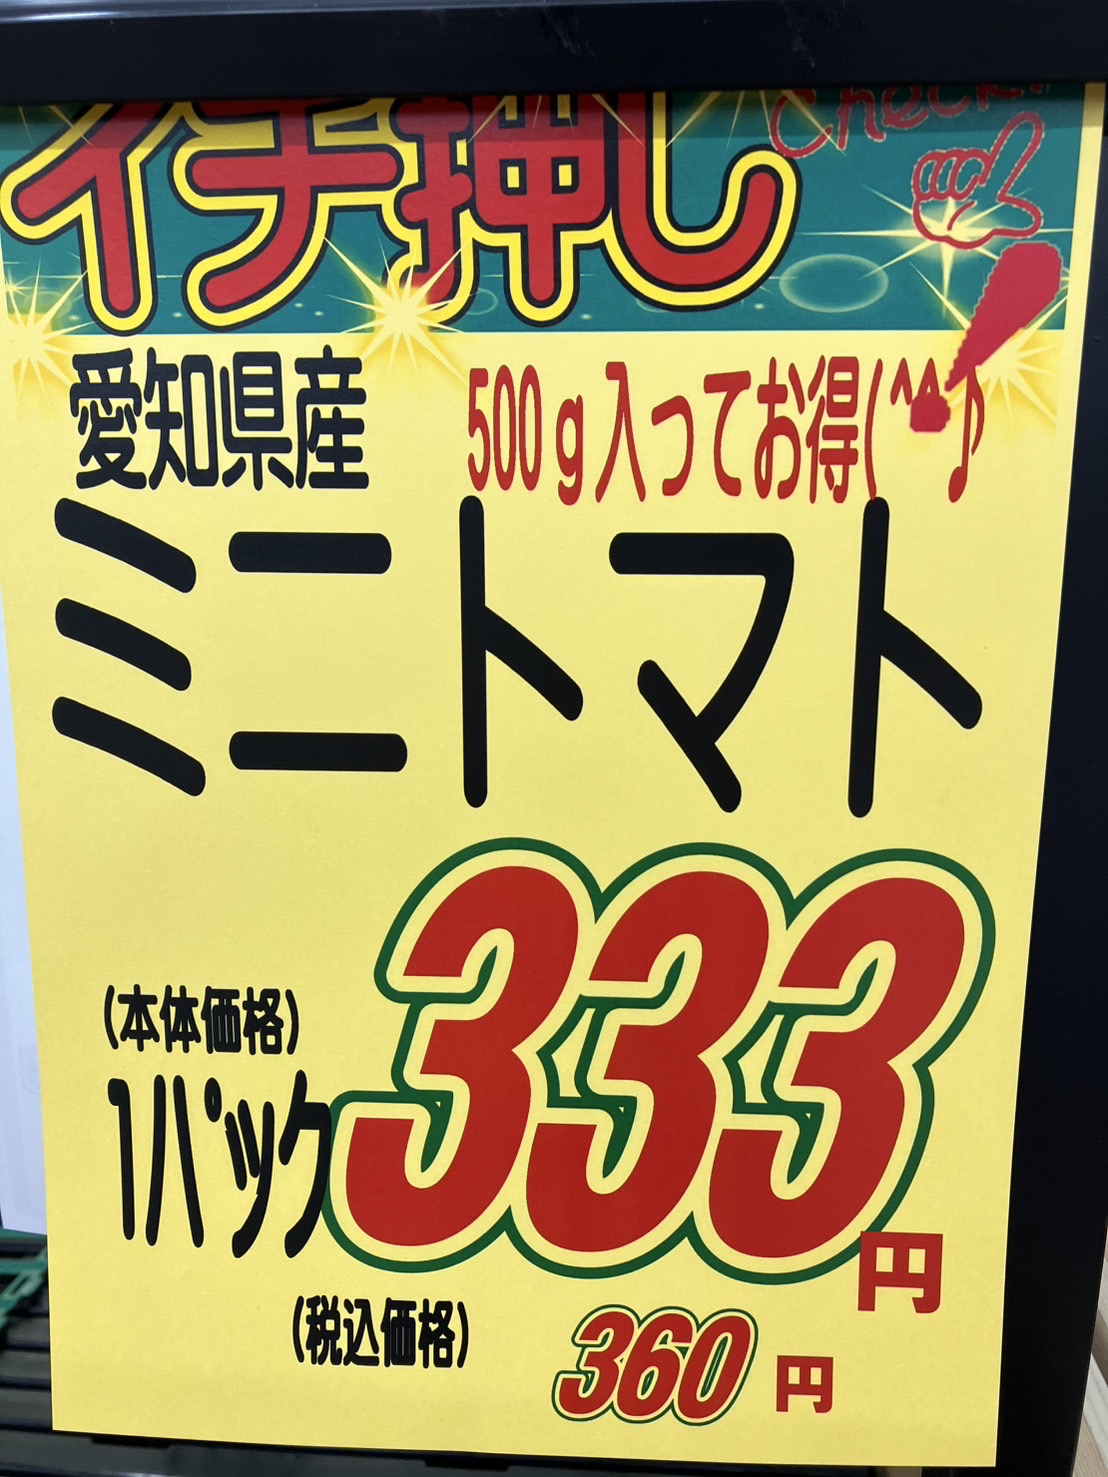 イチ押し
Check!
愛知県産
500g入ってお得(^^♪
ミニトマト
(本体価格)
1パック 333円
(税込価格) 360円